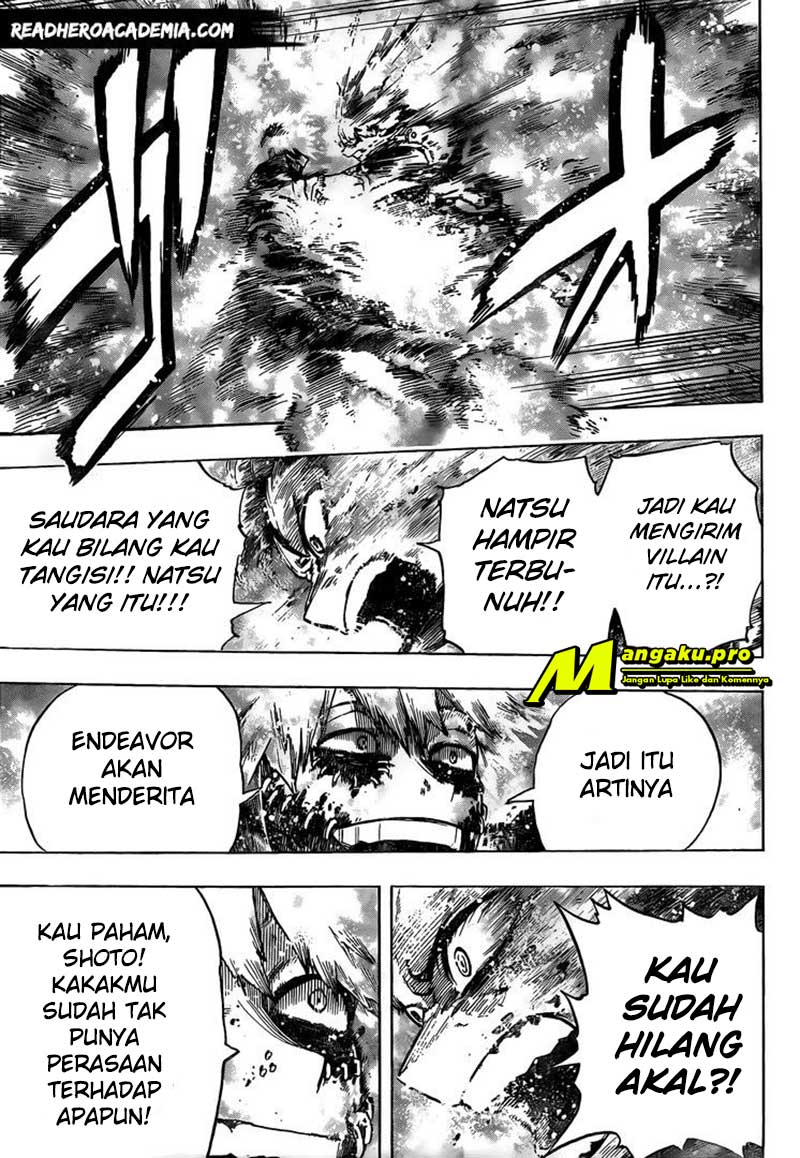 READHEROACADEMIA.COM
JADI KAU
MENGIRIM
VILLAIN
ITU...?!
NATSU
HAMPIR
TERBU-
NUH!!
SAUDARA YANG
KAU BILANG KAU
TANGISI!! NATSU
YANG ITU!!!
Mangaku.pro
Jangan Lupa Like dan Komennya
JADI ITU
ARTINYA
ENDEAVOR
AKAN
MENDERITA
KAU
SUDAH
HILANG
AKAL?!
KAU PAHAM,
SHOTO!
KAKAKMU
SUDAH TAK
PUNYA
PERASAAN
TERHADAP
APAPUN!